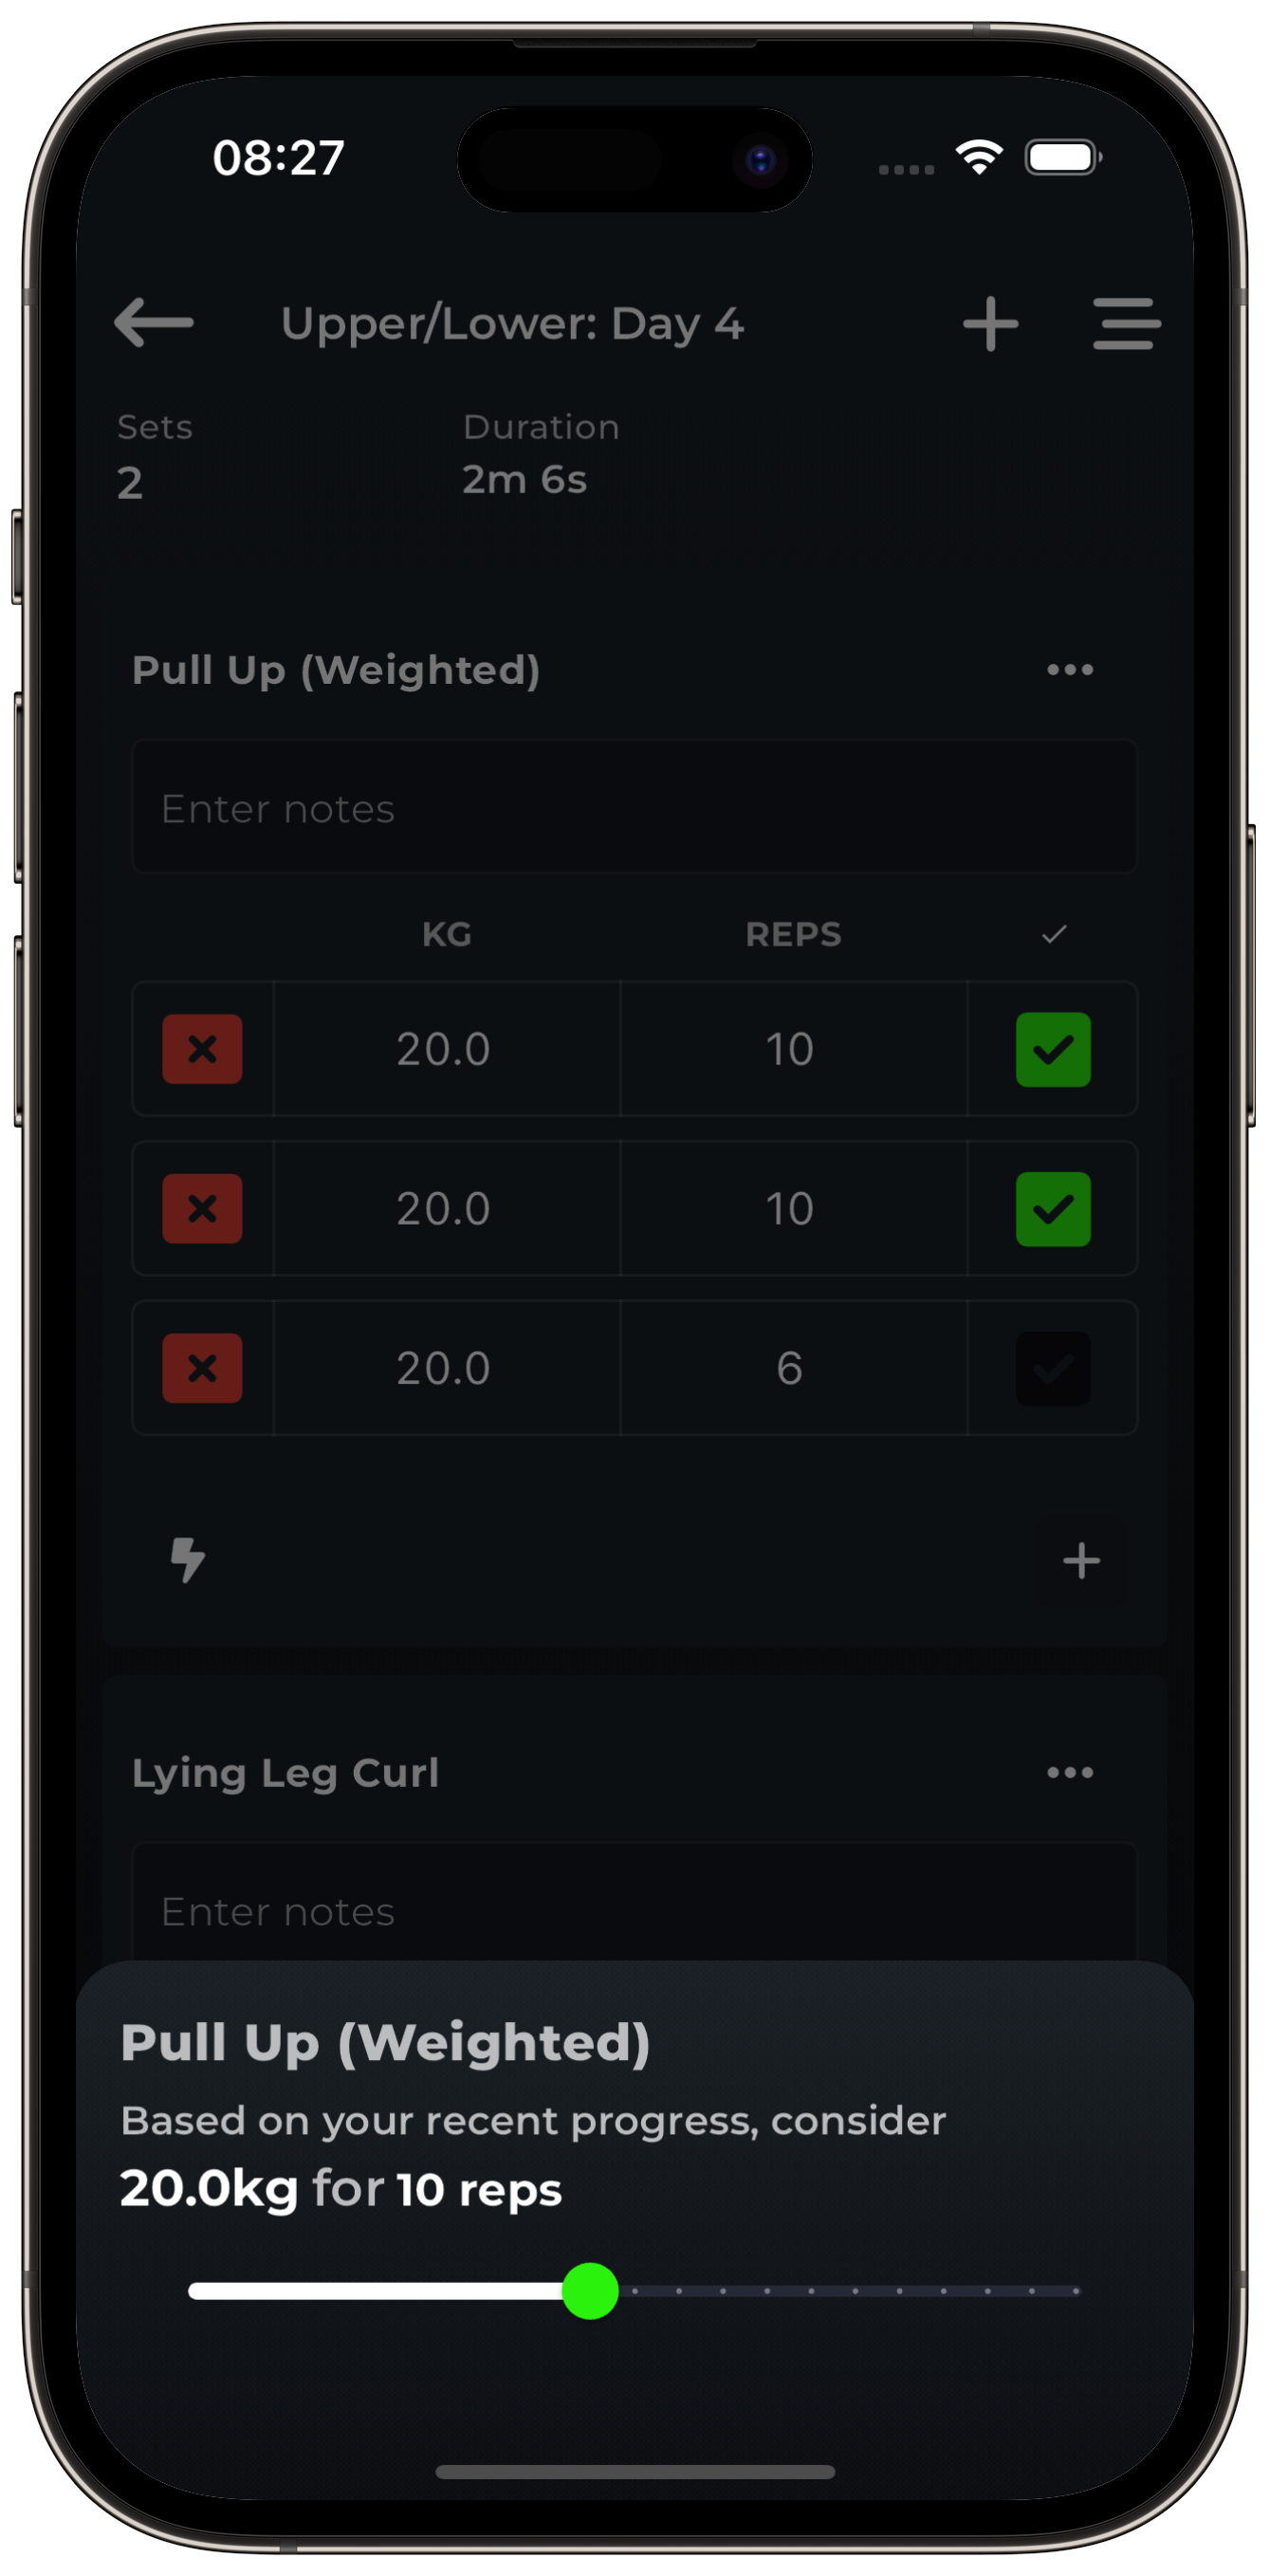 08:27
Upper/Lower: Day 4
Sets Duration
2 2m 6s
Pull Up (Weighted)
Enter notes
KG REPS
20.0 10
20.0 10
20.0 6
Lying Leg Curl
Enter notes
Pull Up (Weighted)
Based on your recent progress, consider
20.0kg for 10 reps